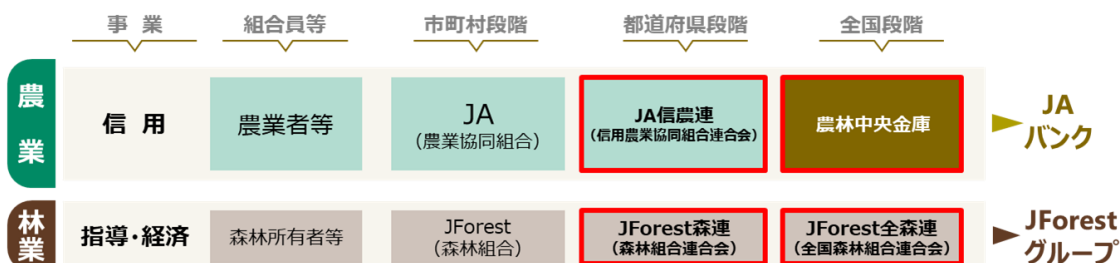 事 業 組合員等 市町村段階 都道府県段階 全国段階
農業
信 用
農業者等
JA
(農業協同組合)
JA信農連
(信用農業協同組合連合会)
農林中央金庫
JA
バンク
林業
指導・経済
森林所有者等
JForest
(森林組合)
JForest森連
(森林組合連合会)
JForest全森連
(全国森林組合連合会)
JForest
グループ